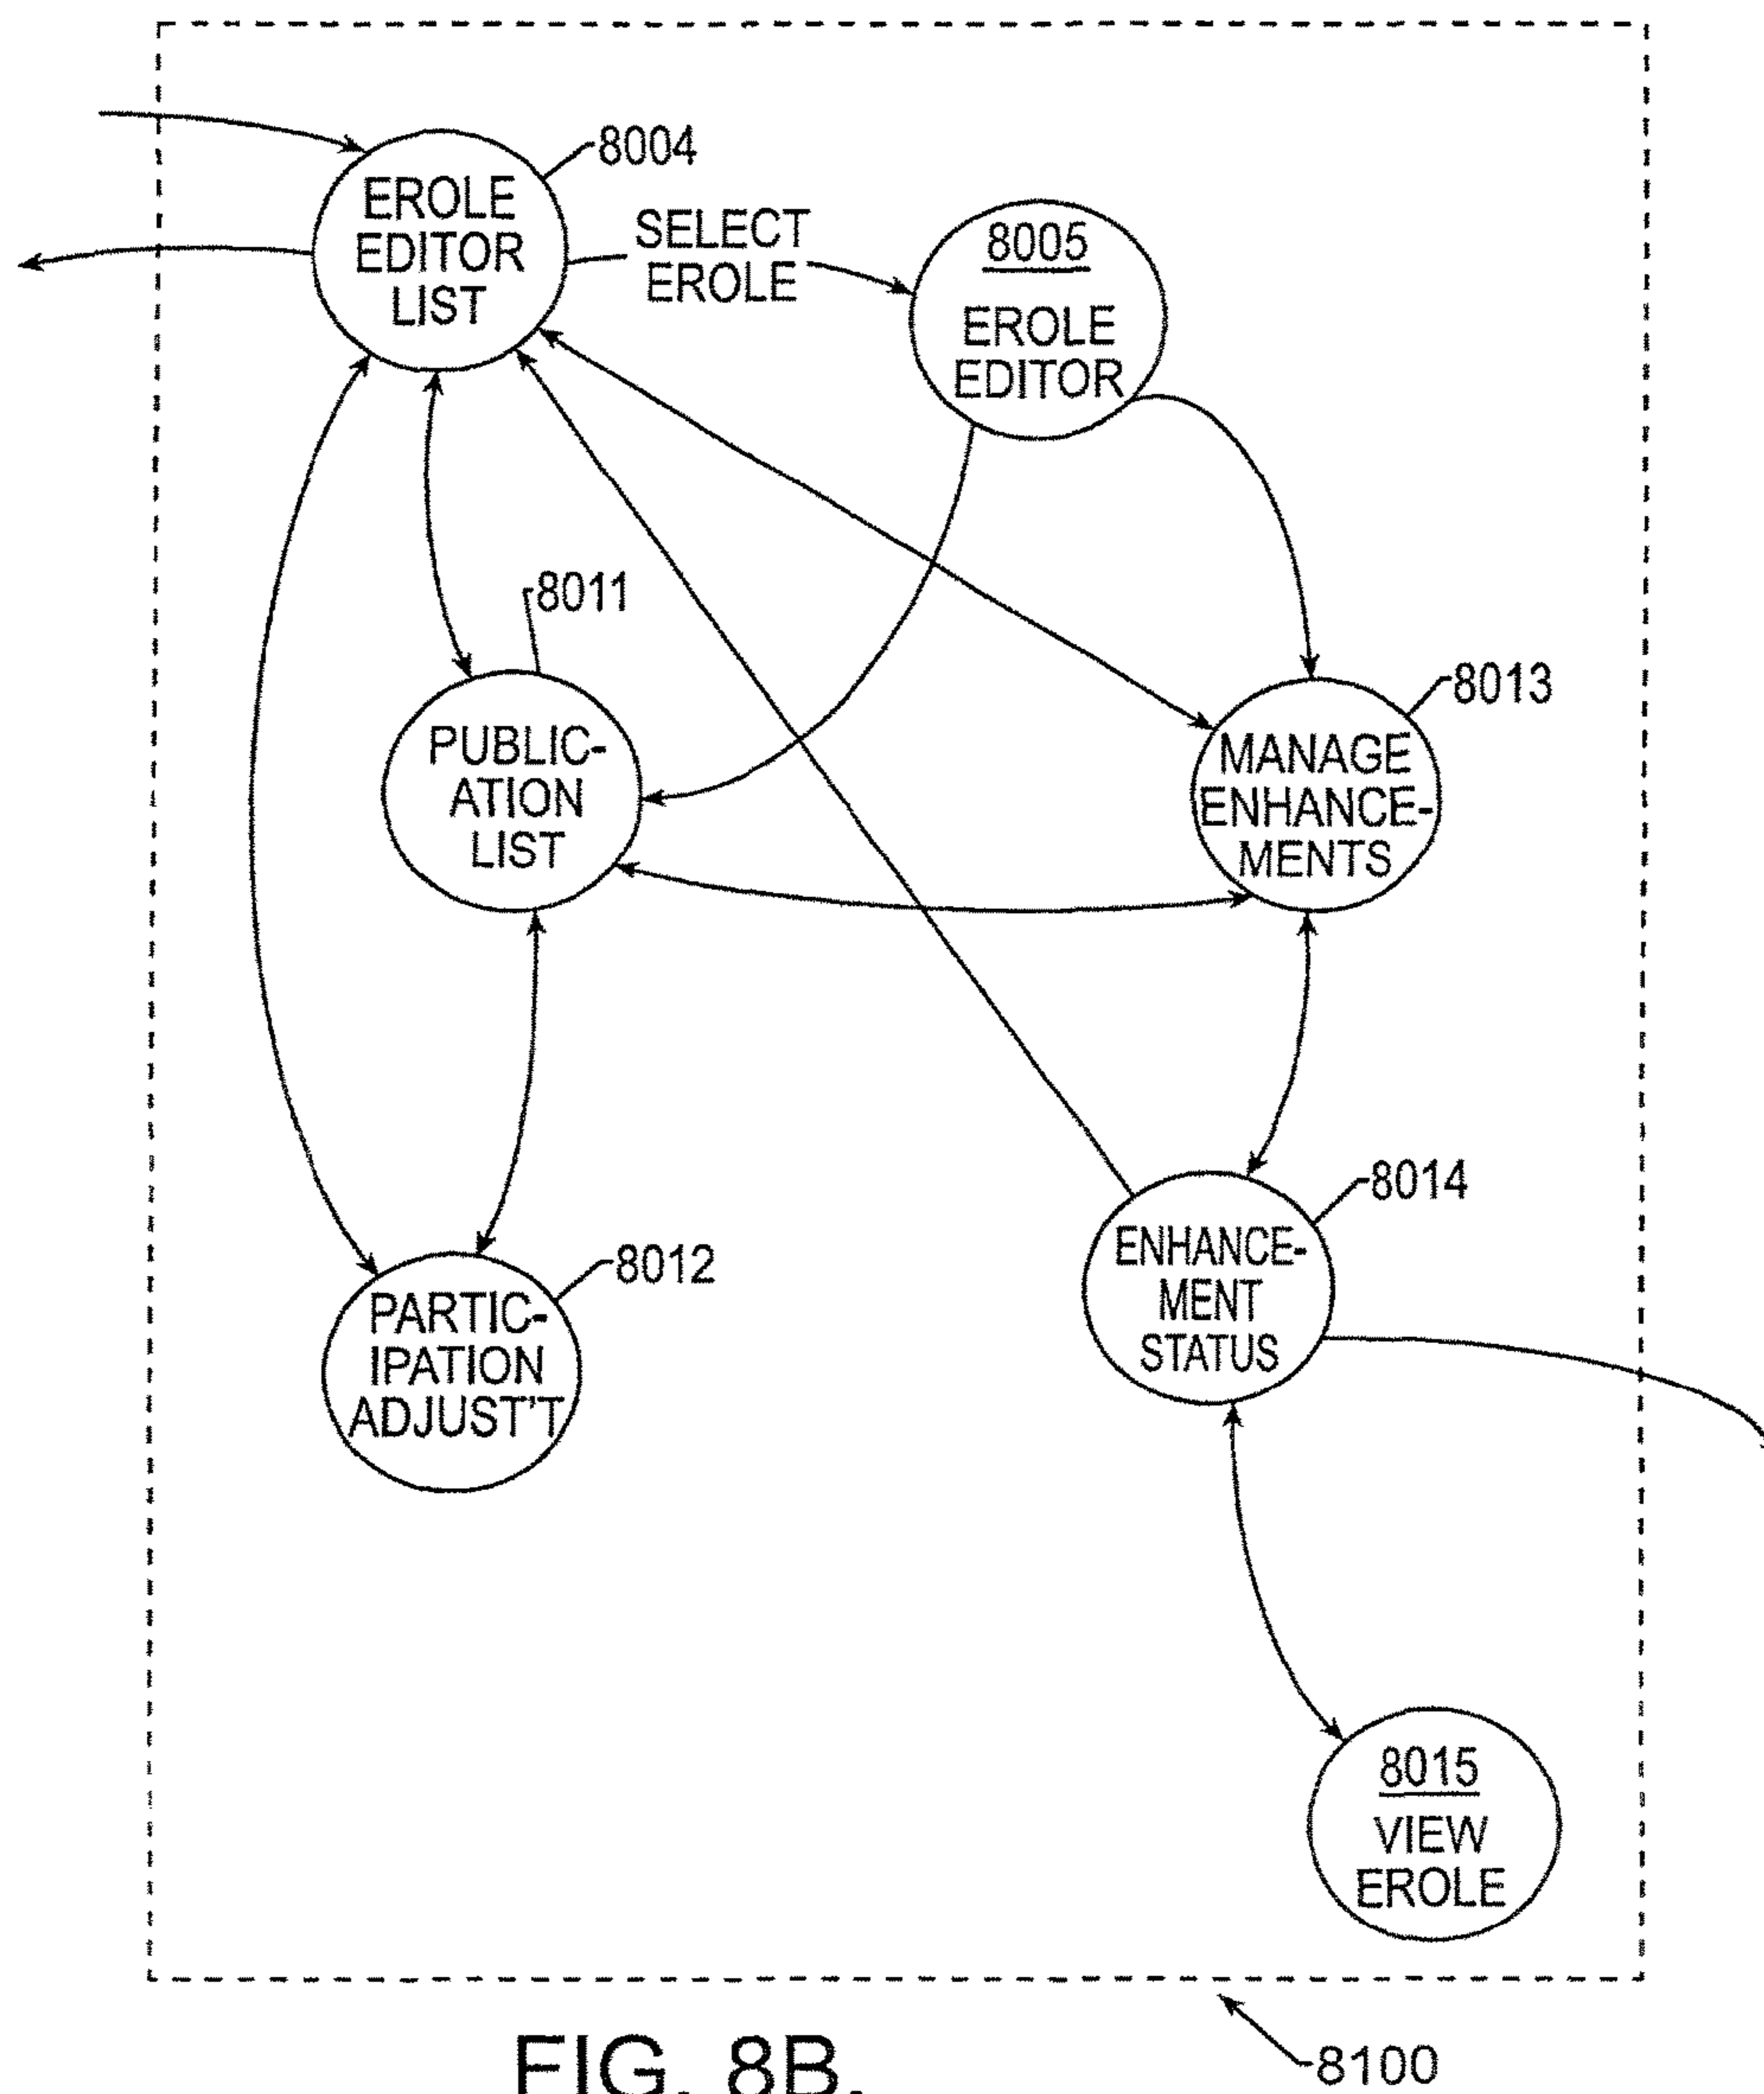 8004
EROLE
EDITOR
LIST
SELECT
EROLE
8005
EROLE
EDITOR
8011
PUBLIC-
ATION
LIST
8013
MANAGE
ENHANCE-
MENTS
8012
PARTIC-
IPATION
ADJUST'T
8014
ENHANCE-
MENT
STATUS
8015
VIEW
EROLE
8100
FIG. 8B.